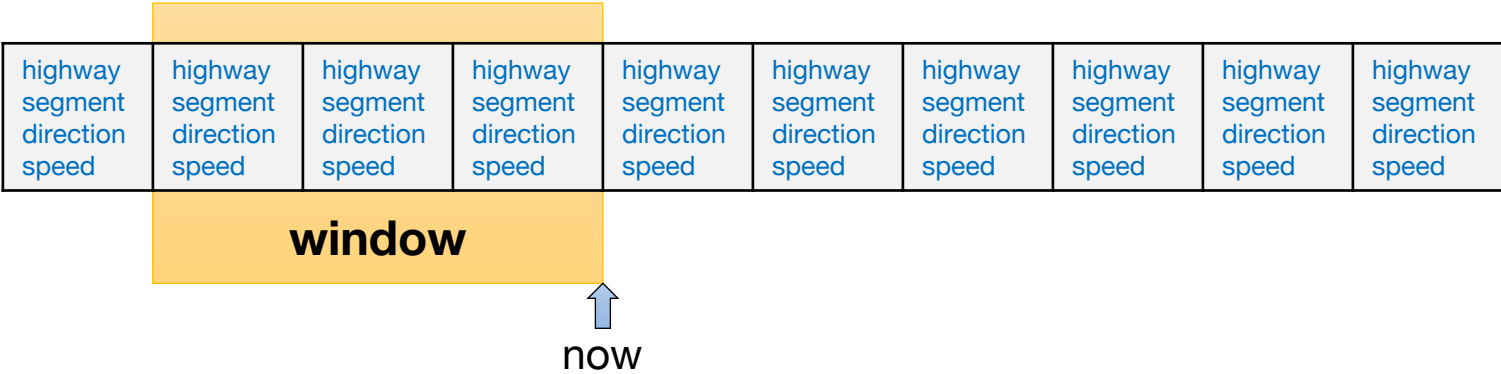 highway highway highway highway highway highway highway highway highway highway
segment segment segment segment segment segment segment segment segment segment
direction direction direction direction direction direction direction direction direction direction
speed speed speed speed speed speed speed speed speed speed
window
now